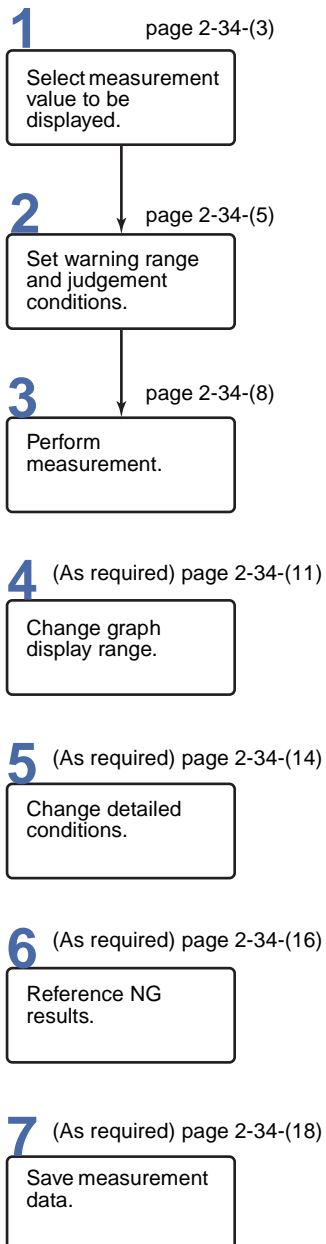 1 page 2-34-(3)
Select measurement
value to be
displayed.
2 page 2-34-(5)
Set warning range
and judgement
conditions.
3 page 2-34-(8)
Perform
measurement.
4 (As required) page 2-34-(11)
Change graph
display range.
5 (As required) page 2-34-(14)
Change detailed
conditions.
6 (As required) page 2-34-(16)
Reference NG
results.
7 (As required) page 2-34-(18)
Save measurement
data.